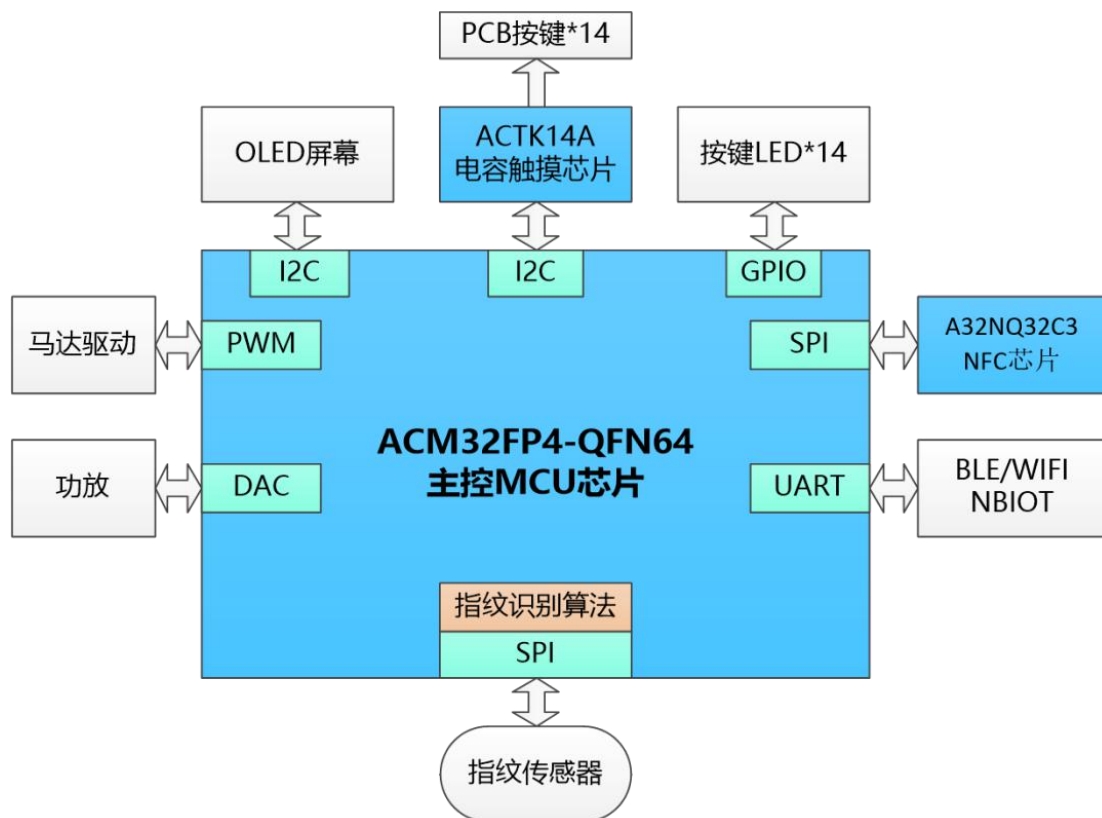 PCB按键*14
OLED屏幕
ACTK14A
电容触摸芯片
按键LED*14
I2C
I2C
GPIO
马达驱动
PWM
SPI
A32NQ32C3
NFC芯片
ACM32FP4-QFN64
主控MCU芯片
功放
DAC
UART
BLE/WIFI
NBIOT
指纹识别算法
SPI
指纹传感器